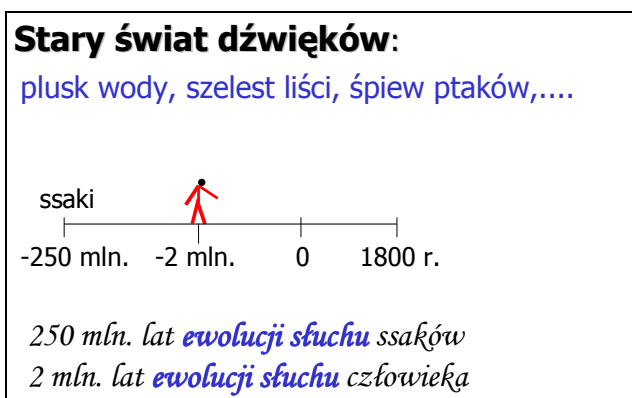 Stary świat dźwięków:
plusk wody, szelest liści, śpiew ptaków,....
ssaki
-250 mln. -2 mln. 0 1800 r.
250 mln. lat ewolucji słuchu ssaków
2 mln. lat ewolucji słuchu człowieka